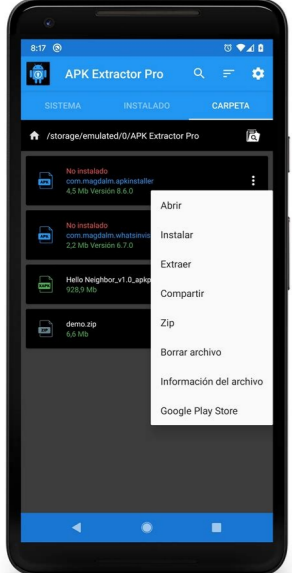 8:17
APK Extractor Pro
SISTEMA INSTALADO CARPETA
/storage/emulated/0/APK Extractor Pro
No instalado
com.magdalm.apkinstaller
4,5 Mb Versión 8.6.0
No instalado
com.magdalm.whatsinvis
2,2 Mb Versión 6.7.0
Hello Neighbor_v1.0_apkp
928,9 Mb
demo.zip
6,6 Mb
Abrir
Instalar
Extraer
Compartir
Zip
Borrar archivo
Información del archivo
Google Play Store